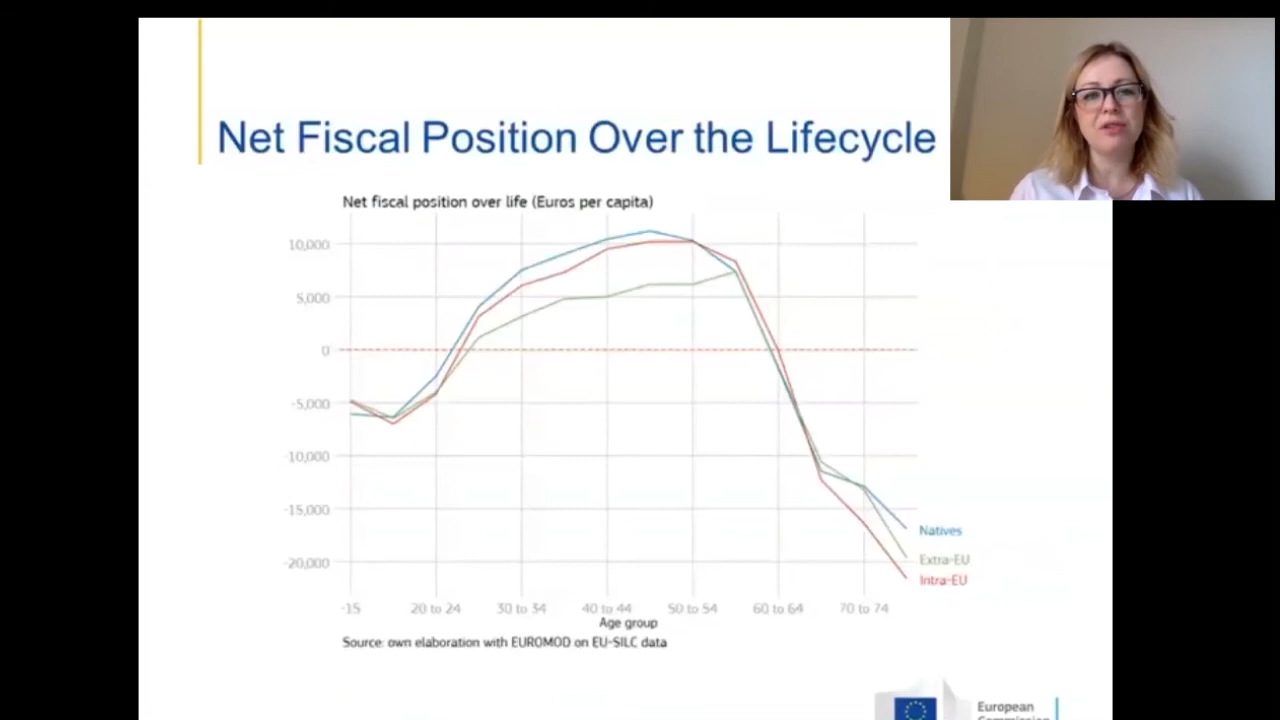 Net Fiscal Position Over the Lifecycle
Net fiscal position over life (Euros per capita)
10,000
5,000
0
-5,000
-10,000
-15,000
-20,000
Natives
Extra-EU
Intra-EU
-15 20 to 24 30 to 34 40 to 44 50 to 54 60 to 64 70 to 74
Age group
Source: own elaboration with EUROMOD on EU-SILC data
European
Commission